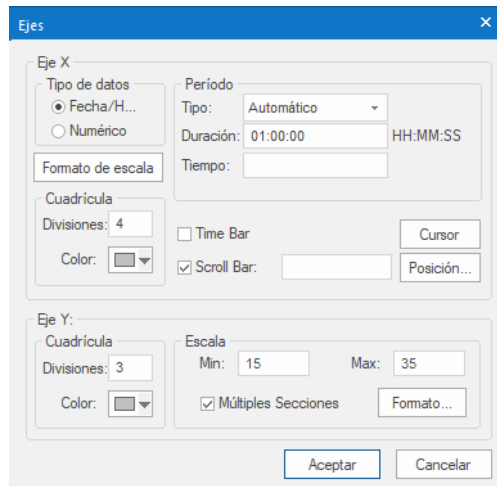 Ejes
Eje X
Tipo de datos
Fecha/H...
Numérico
Formato de escala
Período
Tipo: Automático
Duración: 01:00:00 HH:MM:SS
Tiempo:
Cuadrícula
Divisiones: 4
Color:
Time Bar
Cursor
Scroll Bar:
Posición...
Eje Y:
Cuadrícula
Divisiones: 3
Color:
Escala
Min: 15 Max: 35
Múltiples Secciones
Formato...
Aceptar
Cancelar